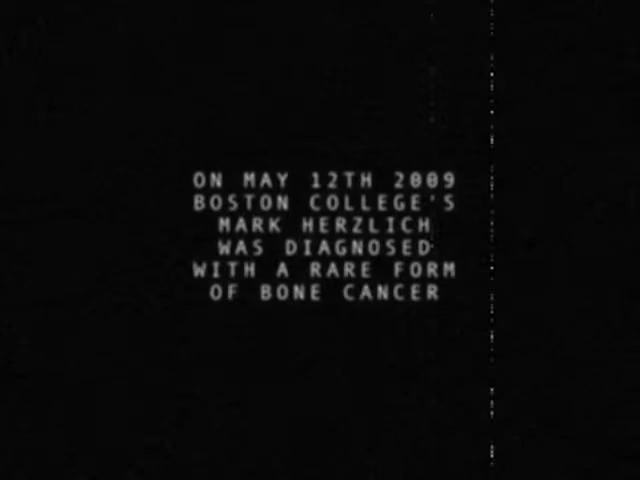 ON MAY 12TH 2009
BOSTON COLLEGE'S
MARK HERZLICH
WAS DIAGNOSED
WITH A RARE FORM
OF BONE CANCER